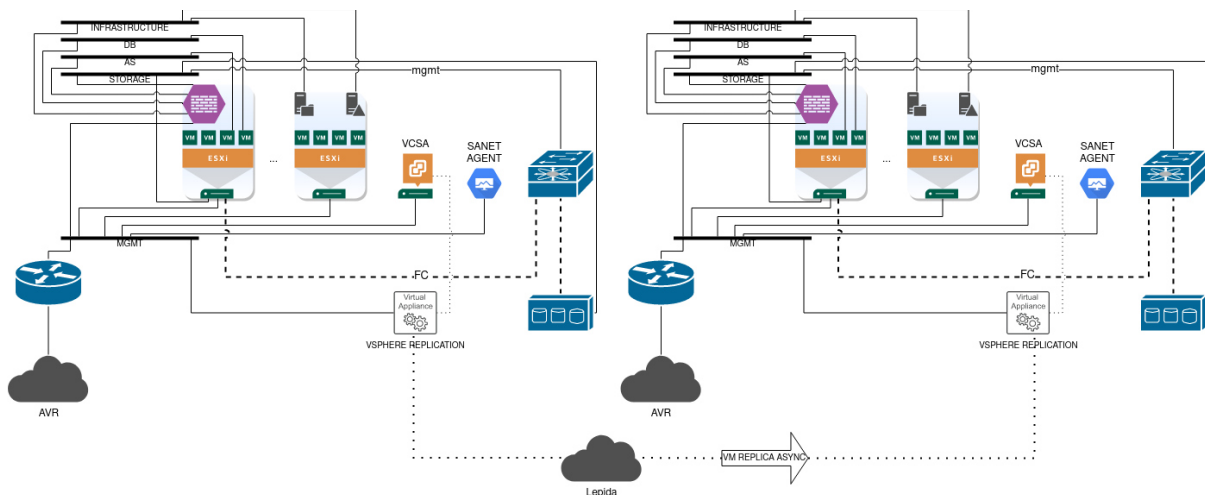 INFRASTRUCTURE
DB
AS
STORAGE
mgmt
VM VM VM VM
ESXi
...
VM VM VM VM
ESXi
VCSA
SANET
AGENT
MGMT
FC
Virtual
Appliance
VSPHERE REPLICATION
AVR
INFRASTRUCTURE
DB
AS
STORAGE
mgmt
VM VM VM VM
ESXi
...
VM VM VM VM
ESXi
VCSA
SANET
AGENT
MGMT
FC
Virtual
Appliance
VSPHERE REPLICATION
AVR
VM REPLICA ASYNC
Lepida